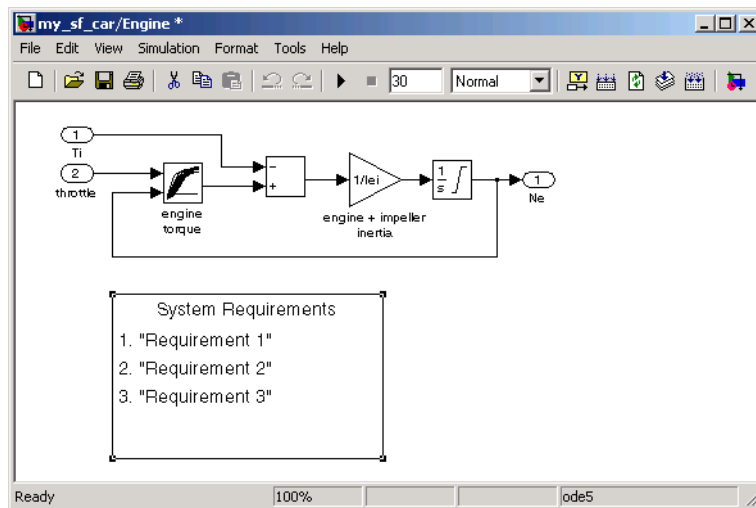 my_sf_car/Engine *
File Edit View Simulation Format Tools Help
30 Normal
1
Ti
2
throttle
engine
torque
−
+
1/Iei
engine + impeller
inertia
1
s
1
Ne
System Requirements
1. "Requirement 1"
2. "Requirement 2"
3. "Requirement 3"
Ready 100% ode5